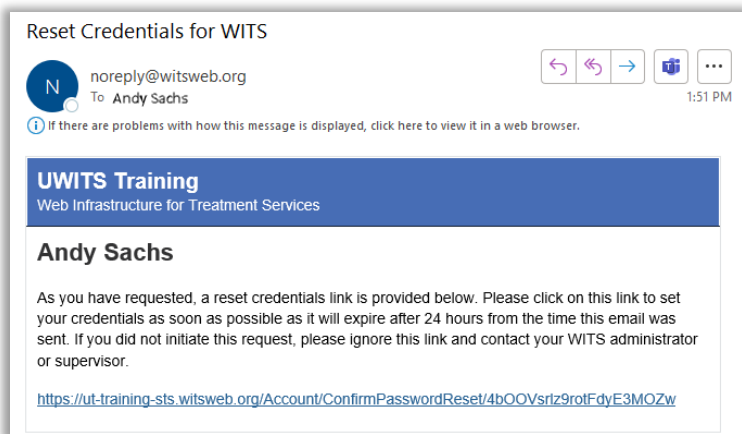 Reset Credentials for WITS
N
noreply@witsweb.org
To Andy Sachs
1:51 PM
If there are problems with how this message is displayed, click here to view it in a web browser.
UWITS Training
Web Infrastructure for Treatment Services
Andy Sachs
As you have requested, a reset credentials link is provided below. Please click on this link to set
your credentials as soon as possible as it will expire after 24 hours from the time this email was
sent. If you did not initiate this request, please ignore this link and contact your WITS administrator
or supervisor.
https://ut-training-sts.witsweb.org/Account/ConfirmPasswordReset/4bOOVsrIz9rotFdyE3MOZw